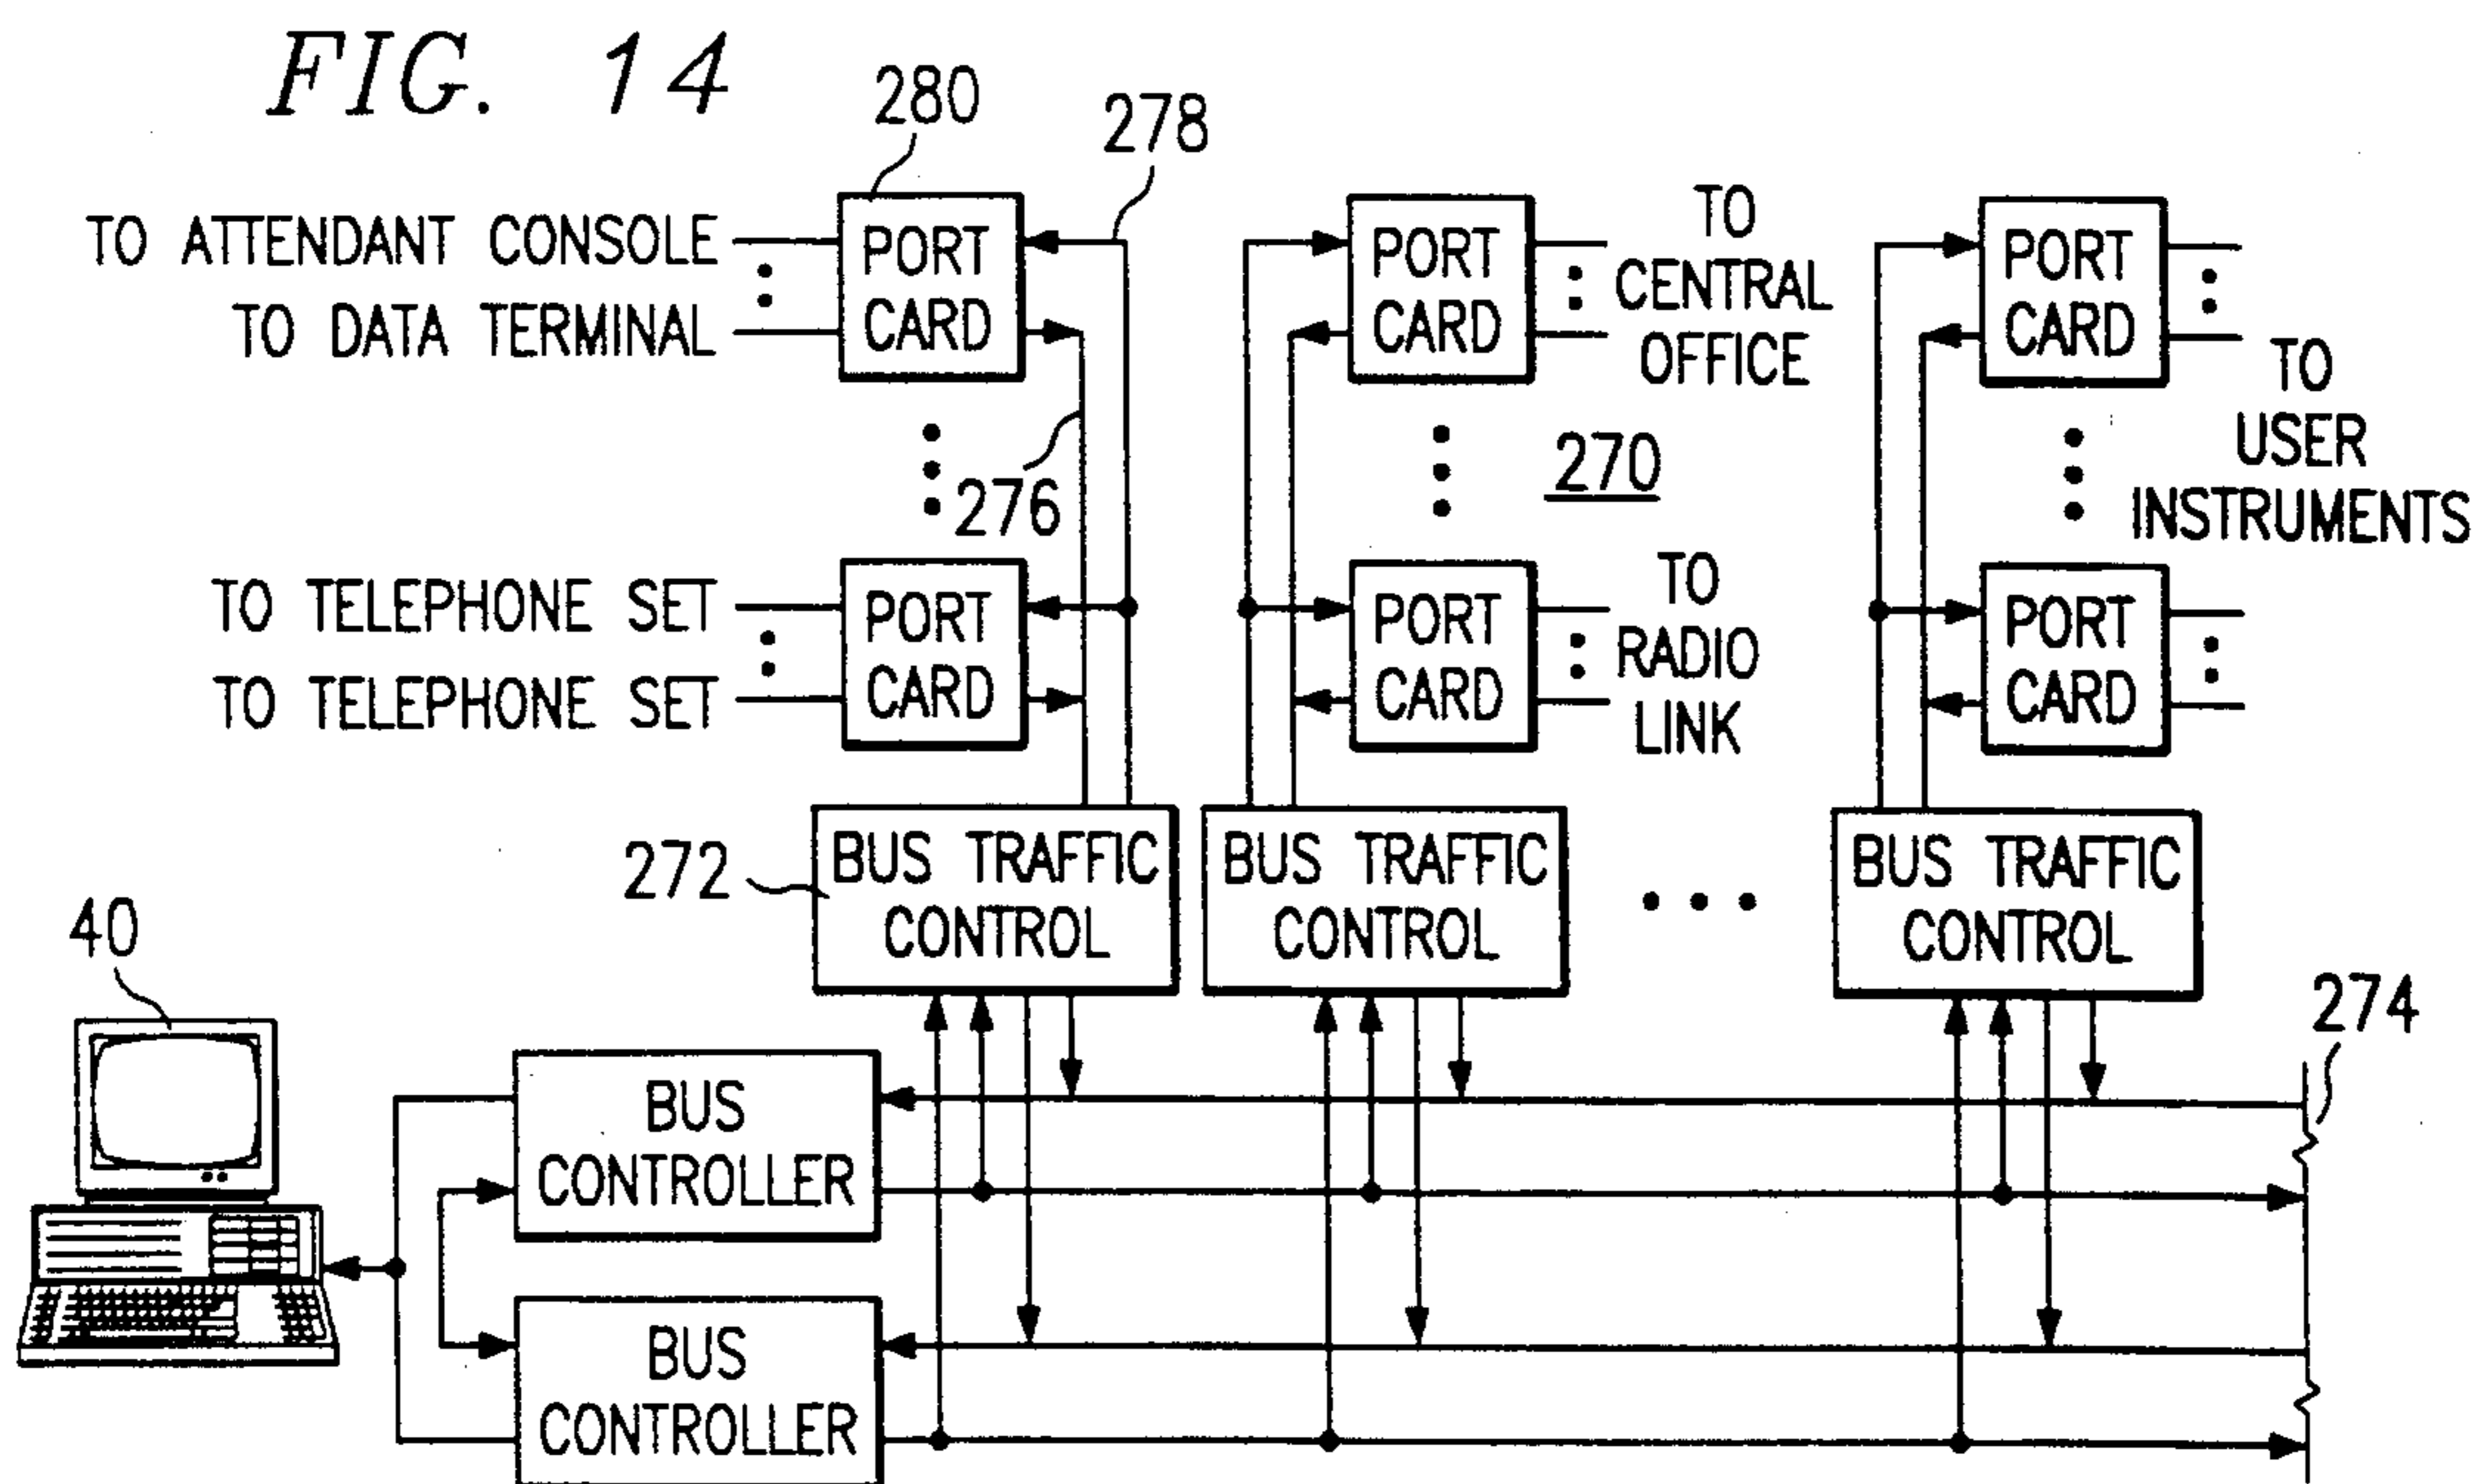 FIG. 14
280
278
TO ATTENDANT CONSOLE
TO DATA TERMINAL
PORT
CARD
PORT
CARD
TO
CENTRAL
OFFICE
PORT
CARD
TO
USER
INSTRUMENTS
276
270
TO TELEPHONE SET
TO TELEPHONE SET
PORT
CARD
PORT
CARD
TO
RADIO
LINK
PORT
CARD
272
BUS TRAFFIC
CONTROL
BUS TRAFFIC
CONTROL
BUS TRAFFIC
CONTROL
40
274
BUS
CONTROLLER
BUS
CONTROLLER